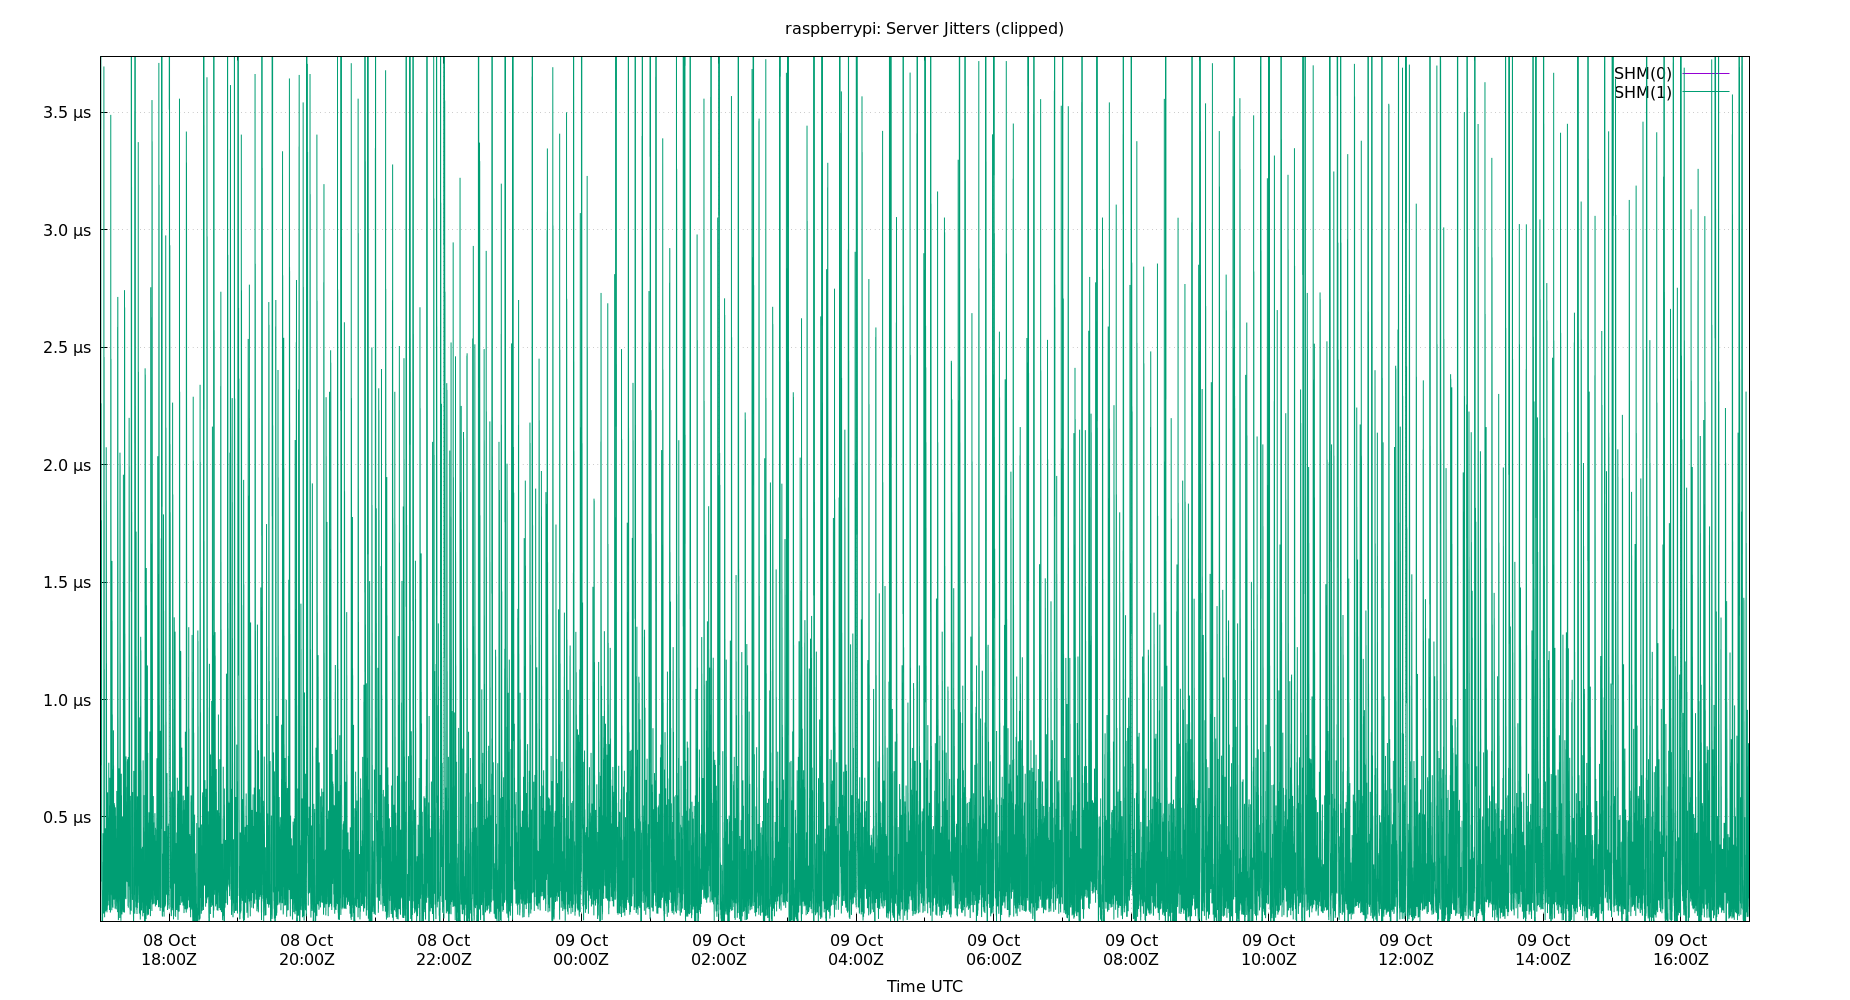 raspberrypi: Server Jitters (clipped)
SHM(0)
SHM(1)
3.5 μs
3.0 μs
2.5 μs
2.0 μs
1.5 μs
1.0 μs
0.5 μs
08 Oct 08 Oct 08 Oct 09 Oct 09 Oct 09 Oct 09 Oct 09 Oct 09 Oct 09 Oct 09 Oct 09 Oct
18:00Z 20:00Z 22:00Z 00:00Z 02:00Z 04:00Z 06:00Z 08:00Z 10:00Z 12:00Z 14:00Z 16:00Z
Time UTC